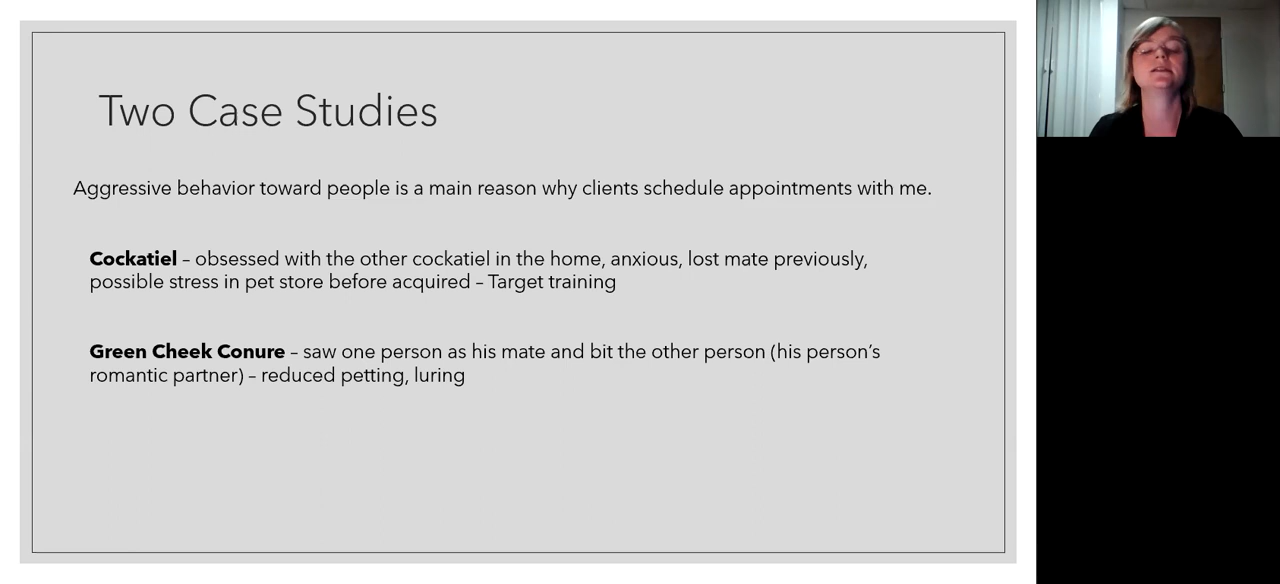 Two Case Studies
Aggressive behavior toward people is a main reason why clients schedule appointments with me.
Cockatiel – obsessed with the other cockatiel in the home, anxious, lost mate previously,
possible stress in pet store before acquired – Target training
Green Cheek Conure – saw one person as his mate and bit the other person (his person’s
romantic partner) – reduced petting, luring